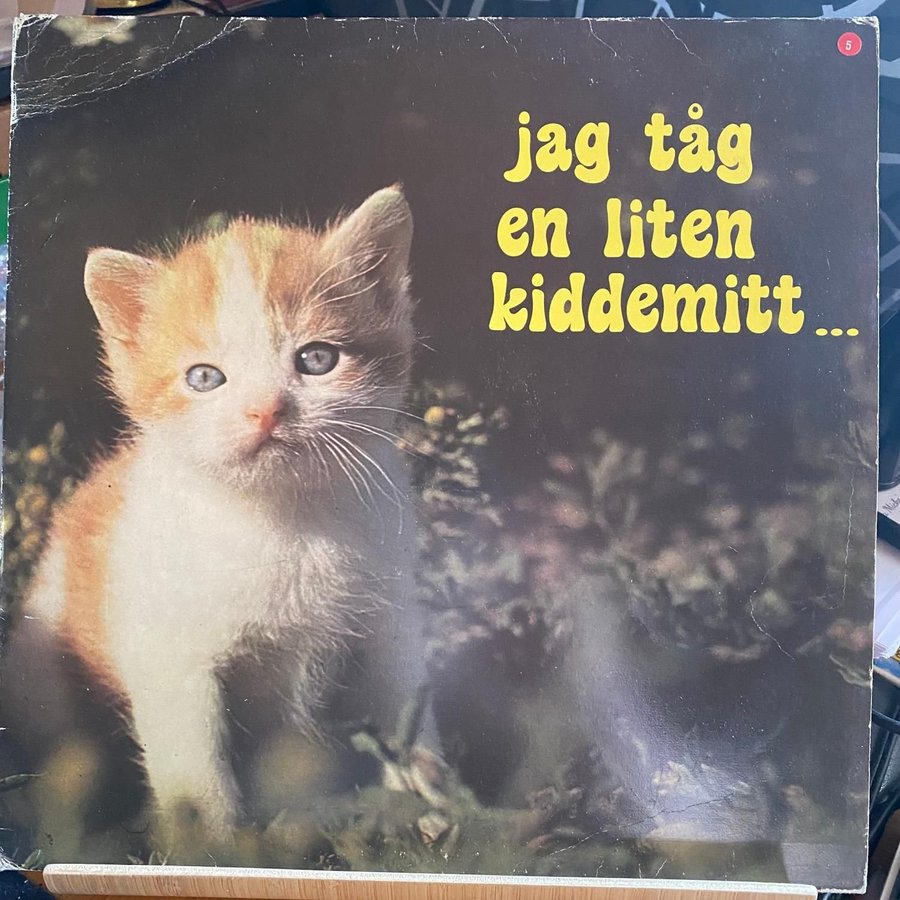 5
jag tåg
en liten
kiddemitt...